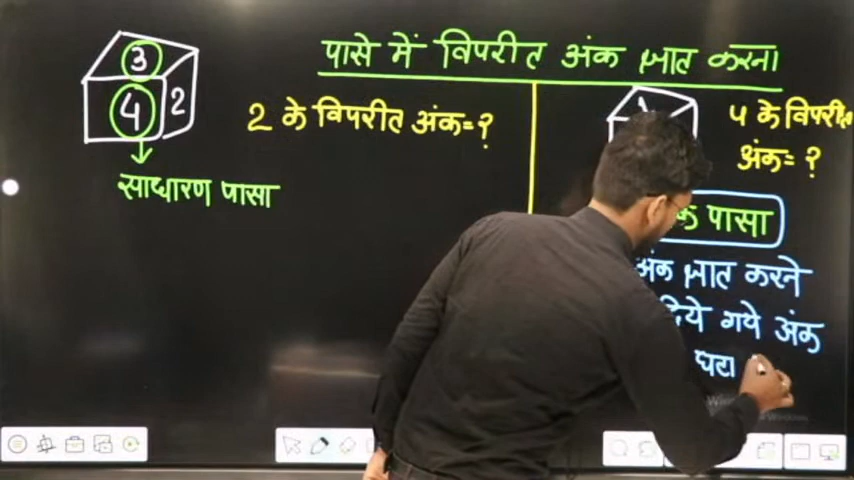 पासे में विपरीत अंक ज्ञात करना
3
4 2
2 के विपरीत अंक=?
साधारण पासा
4 के विपरीत
अंक= ?
पासा
अंक ज्ञात करने
दिये गये अंक
घटा